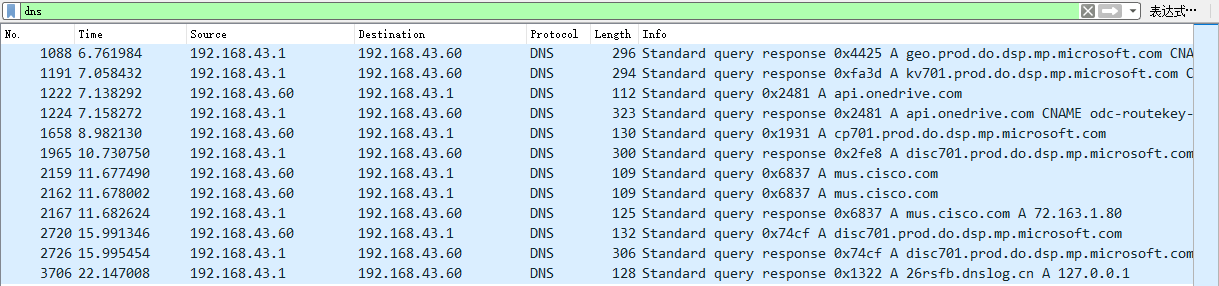 dns 表达式…
No. Time Source Destination Protocol Length Info
1088 6.761984 192.168.43.1 192.168.43.60 DNS 296 Standard query response 0x4425 A geo.prod.do.dsp.mp.microsoft.com CNA
1191 7.058432 192.168.43.1 192.168.43.60 DNS 294 Standard query response 0xfa3d A kv701.prod.do.dsp.mp.microsoft.com C
1222 7.138292 192.168.43.60 192.168.43.1 DNS 112 Standard query 0x2481 A api.onedrive.com
1224 7.158272 192.168.43.1 192.168.43.60 DNS 323 Standard query response 0x2481 A api.onedrive.com CNAME odc-routekey-
1658 8.982130 192.168.43.60 192.168.43.1 DNS 130 Standard query 0x1931 A cp701.prod.do.dsp.mp.microsoft.com
1965 10.730750 192.168.43.1 192.168.43.60 DNS 300 Standard query response 0x2fe8 A disc701.prod.do.dsp.mp.microsoft.com
2159 11.677490 192.168.43.60 192.168.43.1 DNS 109 Standard query 0x6837 A mus.cisco.com
2162 11.678002 192.168.43.60 192.168.43.1 DNS 109 Standard query 0x6837 A mus.cisco.com
2167 11.682624 192.168.43.1 192.168.43.60 DNS 125 Standard query response 0x6837 A mus.cisco.com A 72.163.1.80
2720 15.991346 192.168.43.60 192.168.43.1 DNS 132 Standard query 0x74cf A disc701.prod.do.dsp.mp.microsoft.com
2726 15.995454 192.168.43.1 192.168.43.60 DNS 306 Standard query response 0x74cf A disc701.prod.do.dsp.mp.microsoft.com
3706 22.147008 192.168.43.1 192.168.43.60 DNS 128 Standard query response 0x1322 A 26rsfb.dnslog.cn A 127.0.0.1